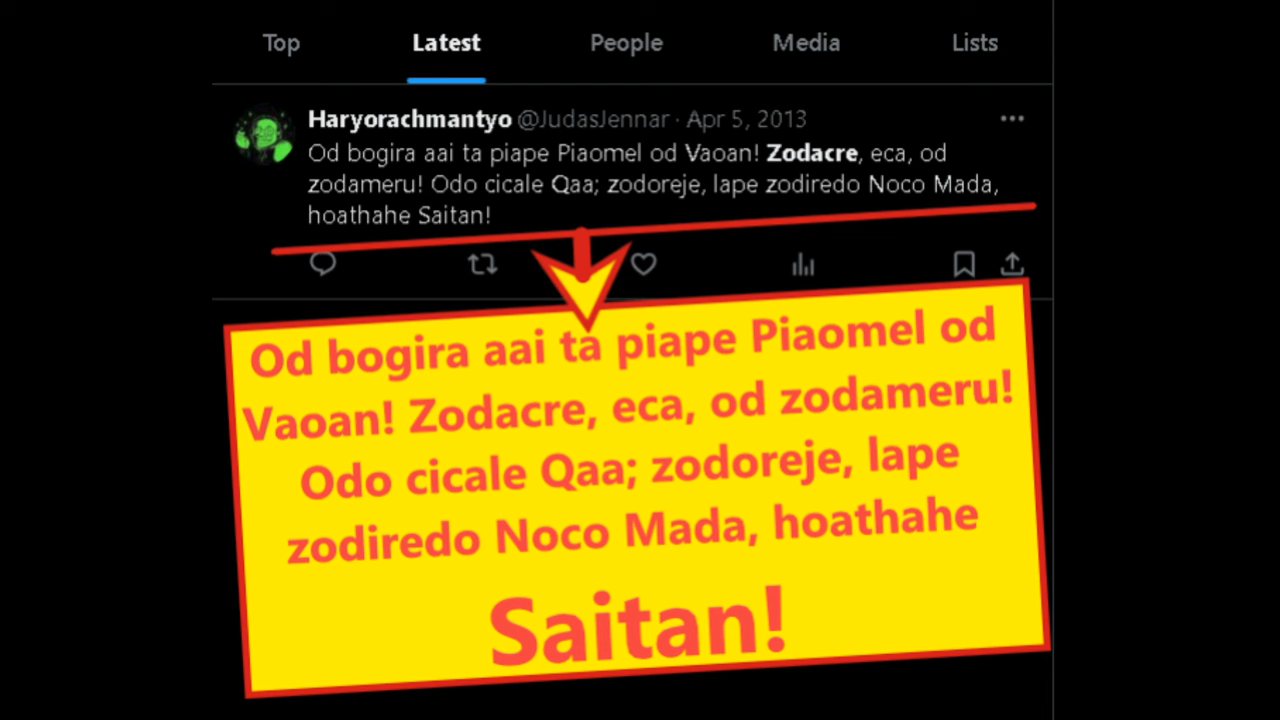 Top Latest People Media Lists
Haryorachmantyo @JudasJennar · Apr 5, 2013
Od bogira aai ta piape Piaomel od Vaoan! Zodacre, eca, od
zodameru! Odo cicale Qaa; zodoreje, lape zodiredo Noco Mada,
hoathahe Saitan!
Od bogira aai ta piape Piaomel od
Vaoan! Zodacre, eca, od zodameru!
Odo cicale Qaa; zodoreje, lape
zodiredo Noco Mada, hoathahe
Saitan!